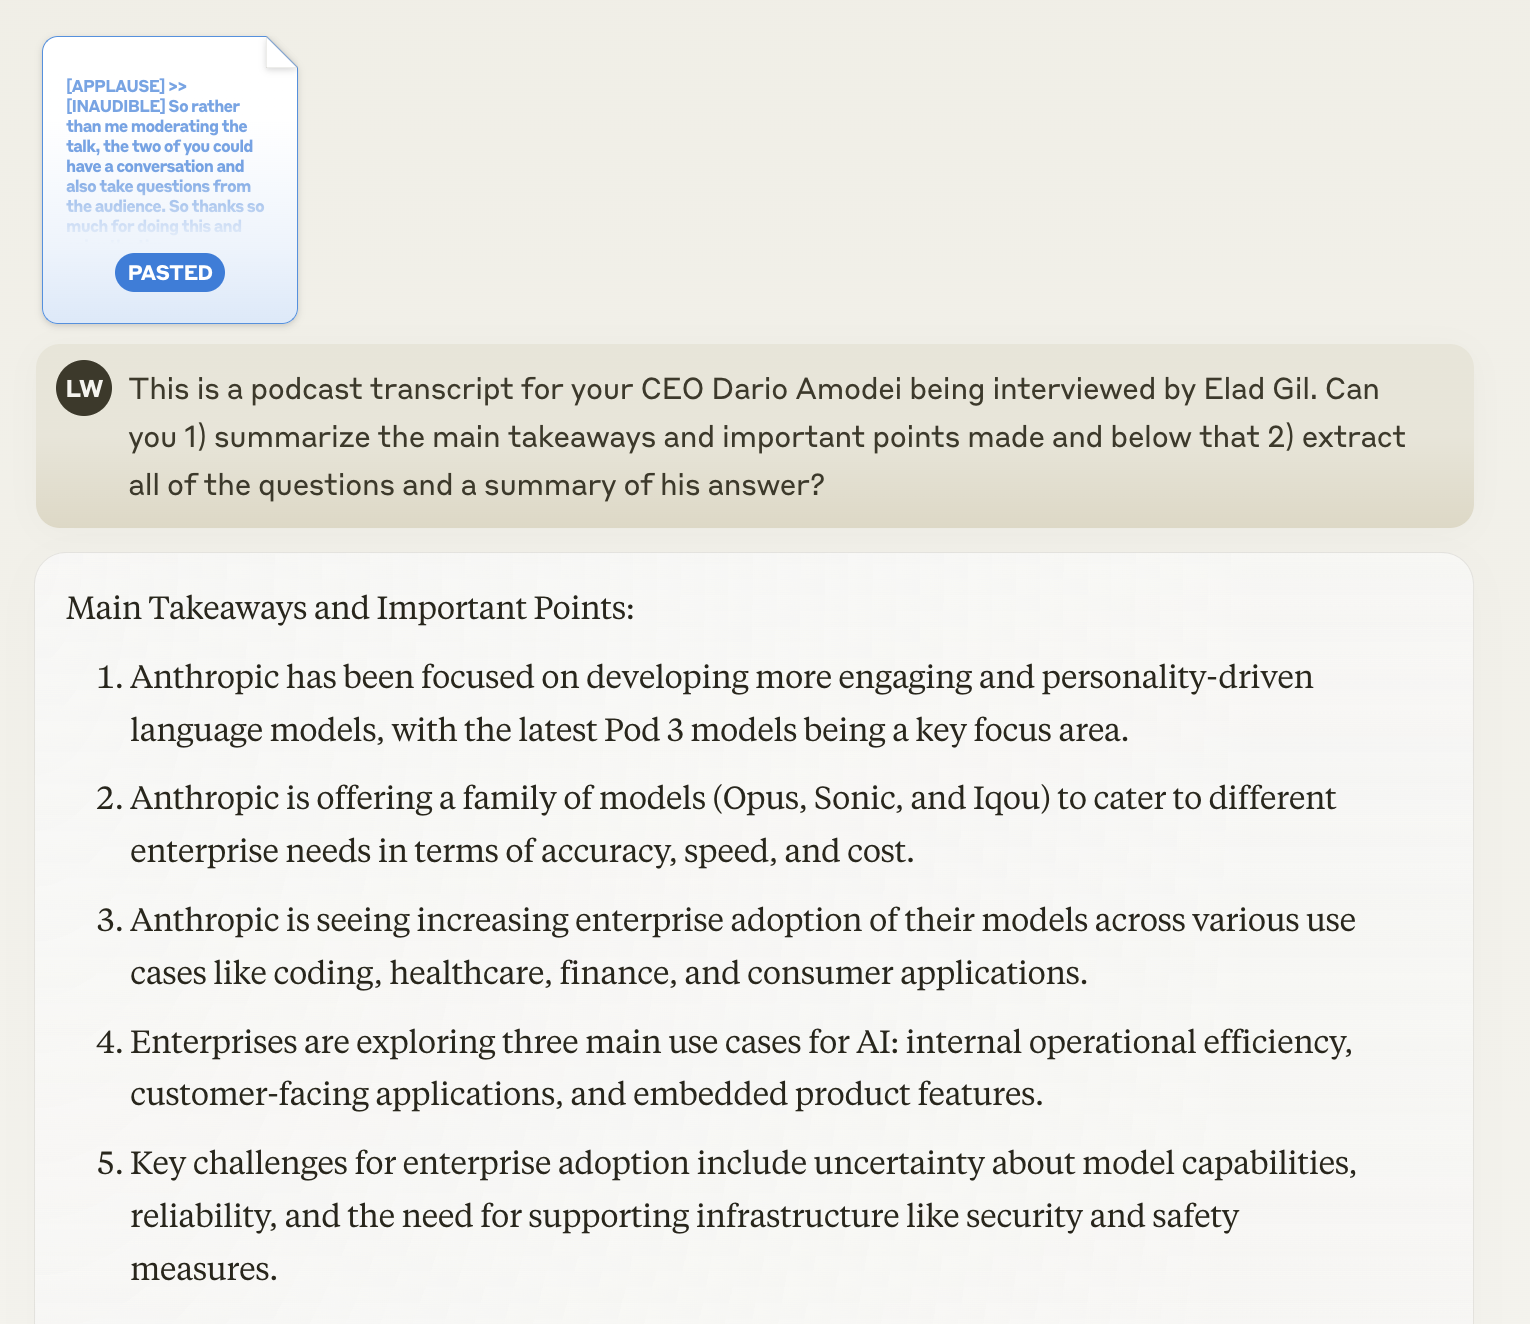 [APPLAUSE] >>
[INAUDIBLE] So rather
than me moderating the
talk, the two of you could
have a conversation and
also take questions from
the audience. So thanks so
much for doing this and
PASTED
LW
This is a podcast transcript for your CEO Dario Amodei being interviewed by Elad Gil. Can
you 1) summarize the main takeaways and important points made and below that 2) extract
all of the questions and a summary of his answer?
Main Takeaways and Important Points:
1. Anthropic has been focused on developing more engaging and personality-driven
language models, with the latest Pod 3 models being a key focus area.
2. Anthropic is offering a family of models (Opus, Sonic, and Iqou) to cater to different
enterprise needs in terms of accuracy, speed, and cost.
3. Anthropic is seeing increasing enterprise adoption of their models across various use
cases like coding, healthcare, finance, and consumer applications.
4. Enterprises are exploring three main use cases for AI: internal operational efficiency,
customer-facing applications, and embedded product features.
5. Key challenges for enterprise adoption include uncertainty about model capabilities,
reliability, and the need for supporting infrastructure like security and safety
measures.